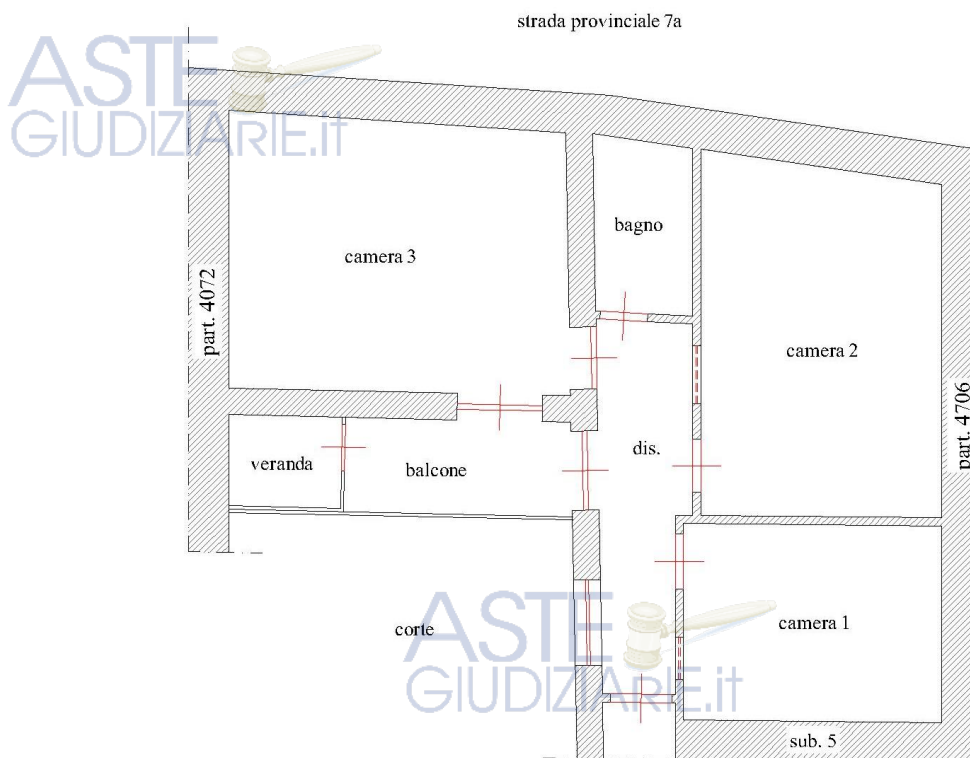 strada provinciale 7a
ASTE
GIUDIZIARIE.it
bagno
camera 3
part. 4072
camera 2
part. 4706
dis.
veranda
balcone
corte
camera 1
ASTE
GIUDIZIARIE.it
sub. 5